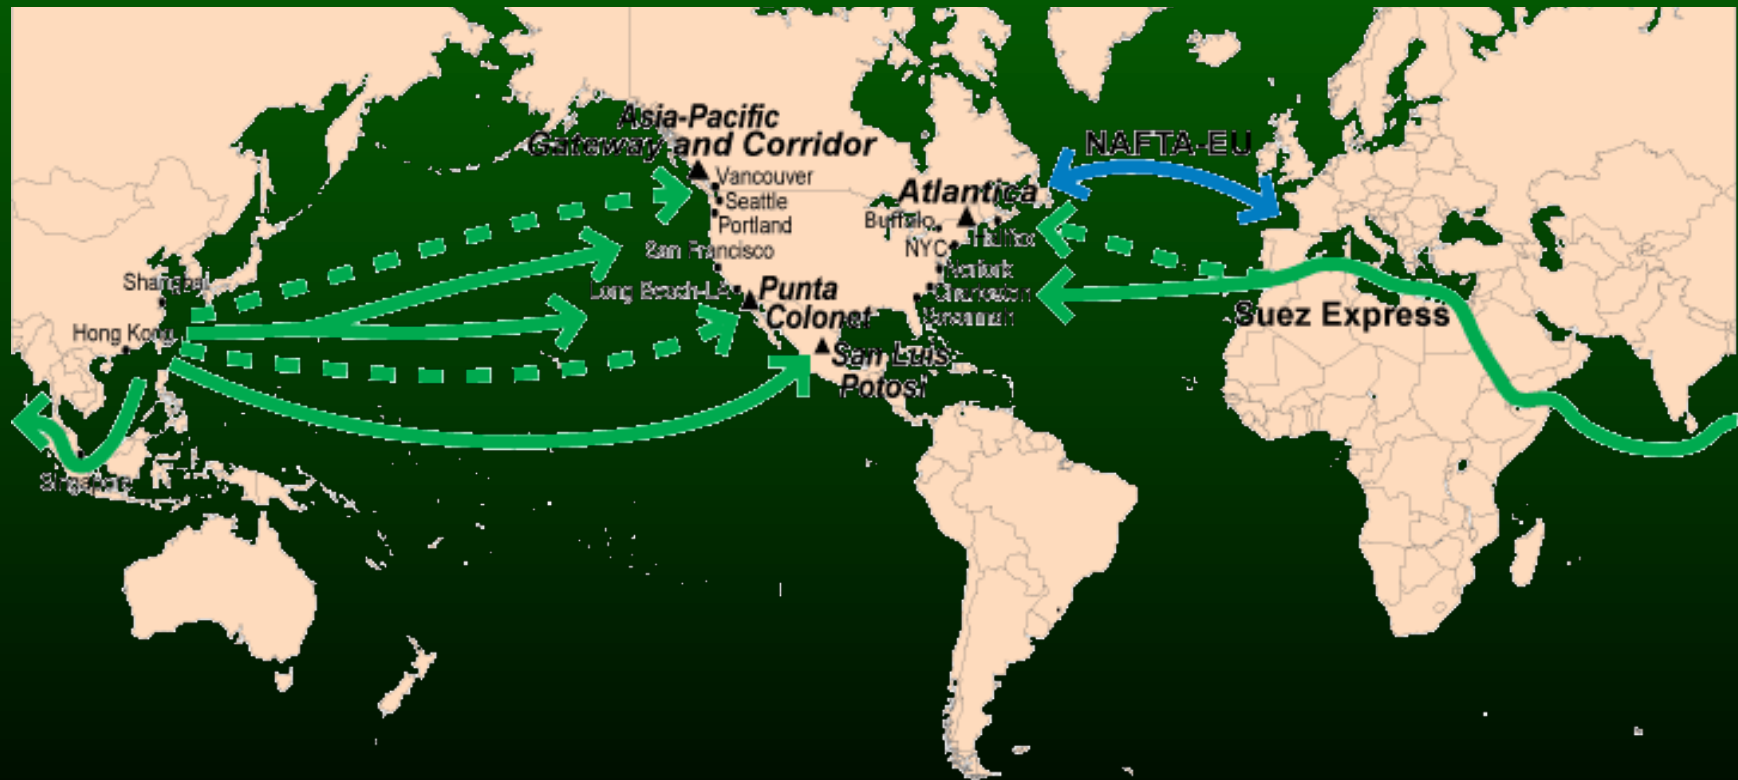 Asia-Pacific
Gateway and Corridor
NAFTA-EU
Vancouver
Seattle
Portland
Atlantica
Buffalo
Halifax
NYC
San Francisco
Norfolk
Shanghai
Long Beach-LA
Charleston
Savannah
Punta
Colonet
Suez Express
Hong Kong
San Luis
Potosi
Singapore